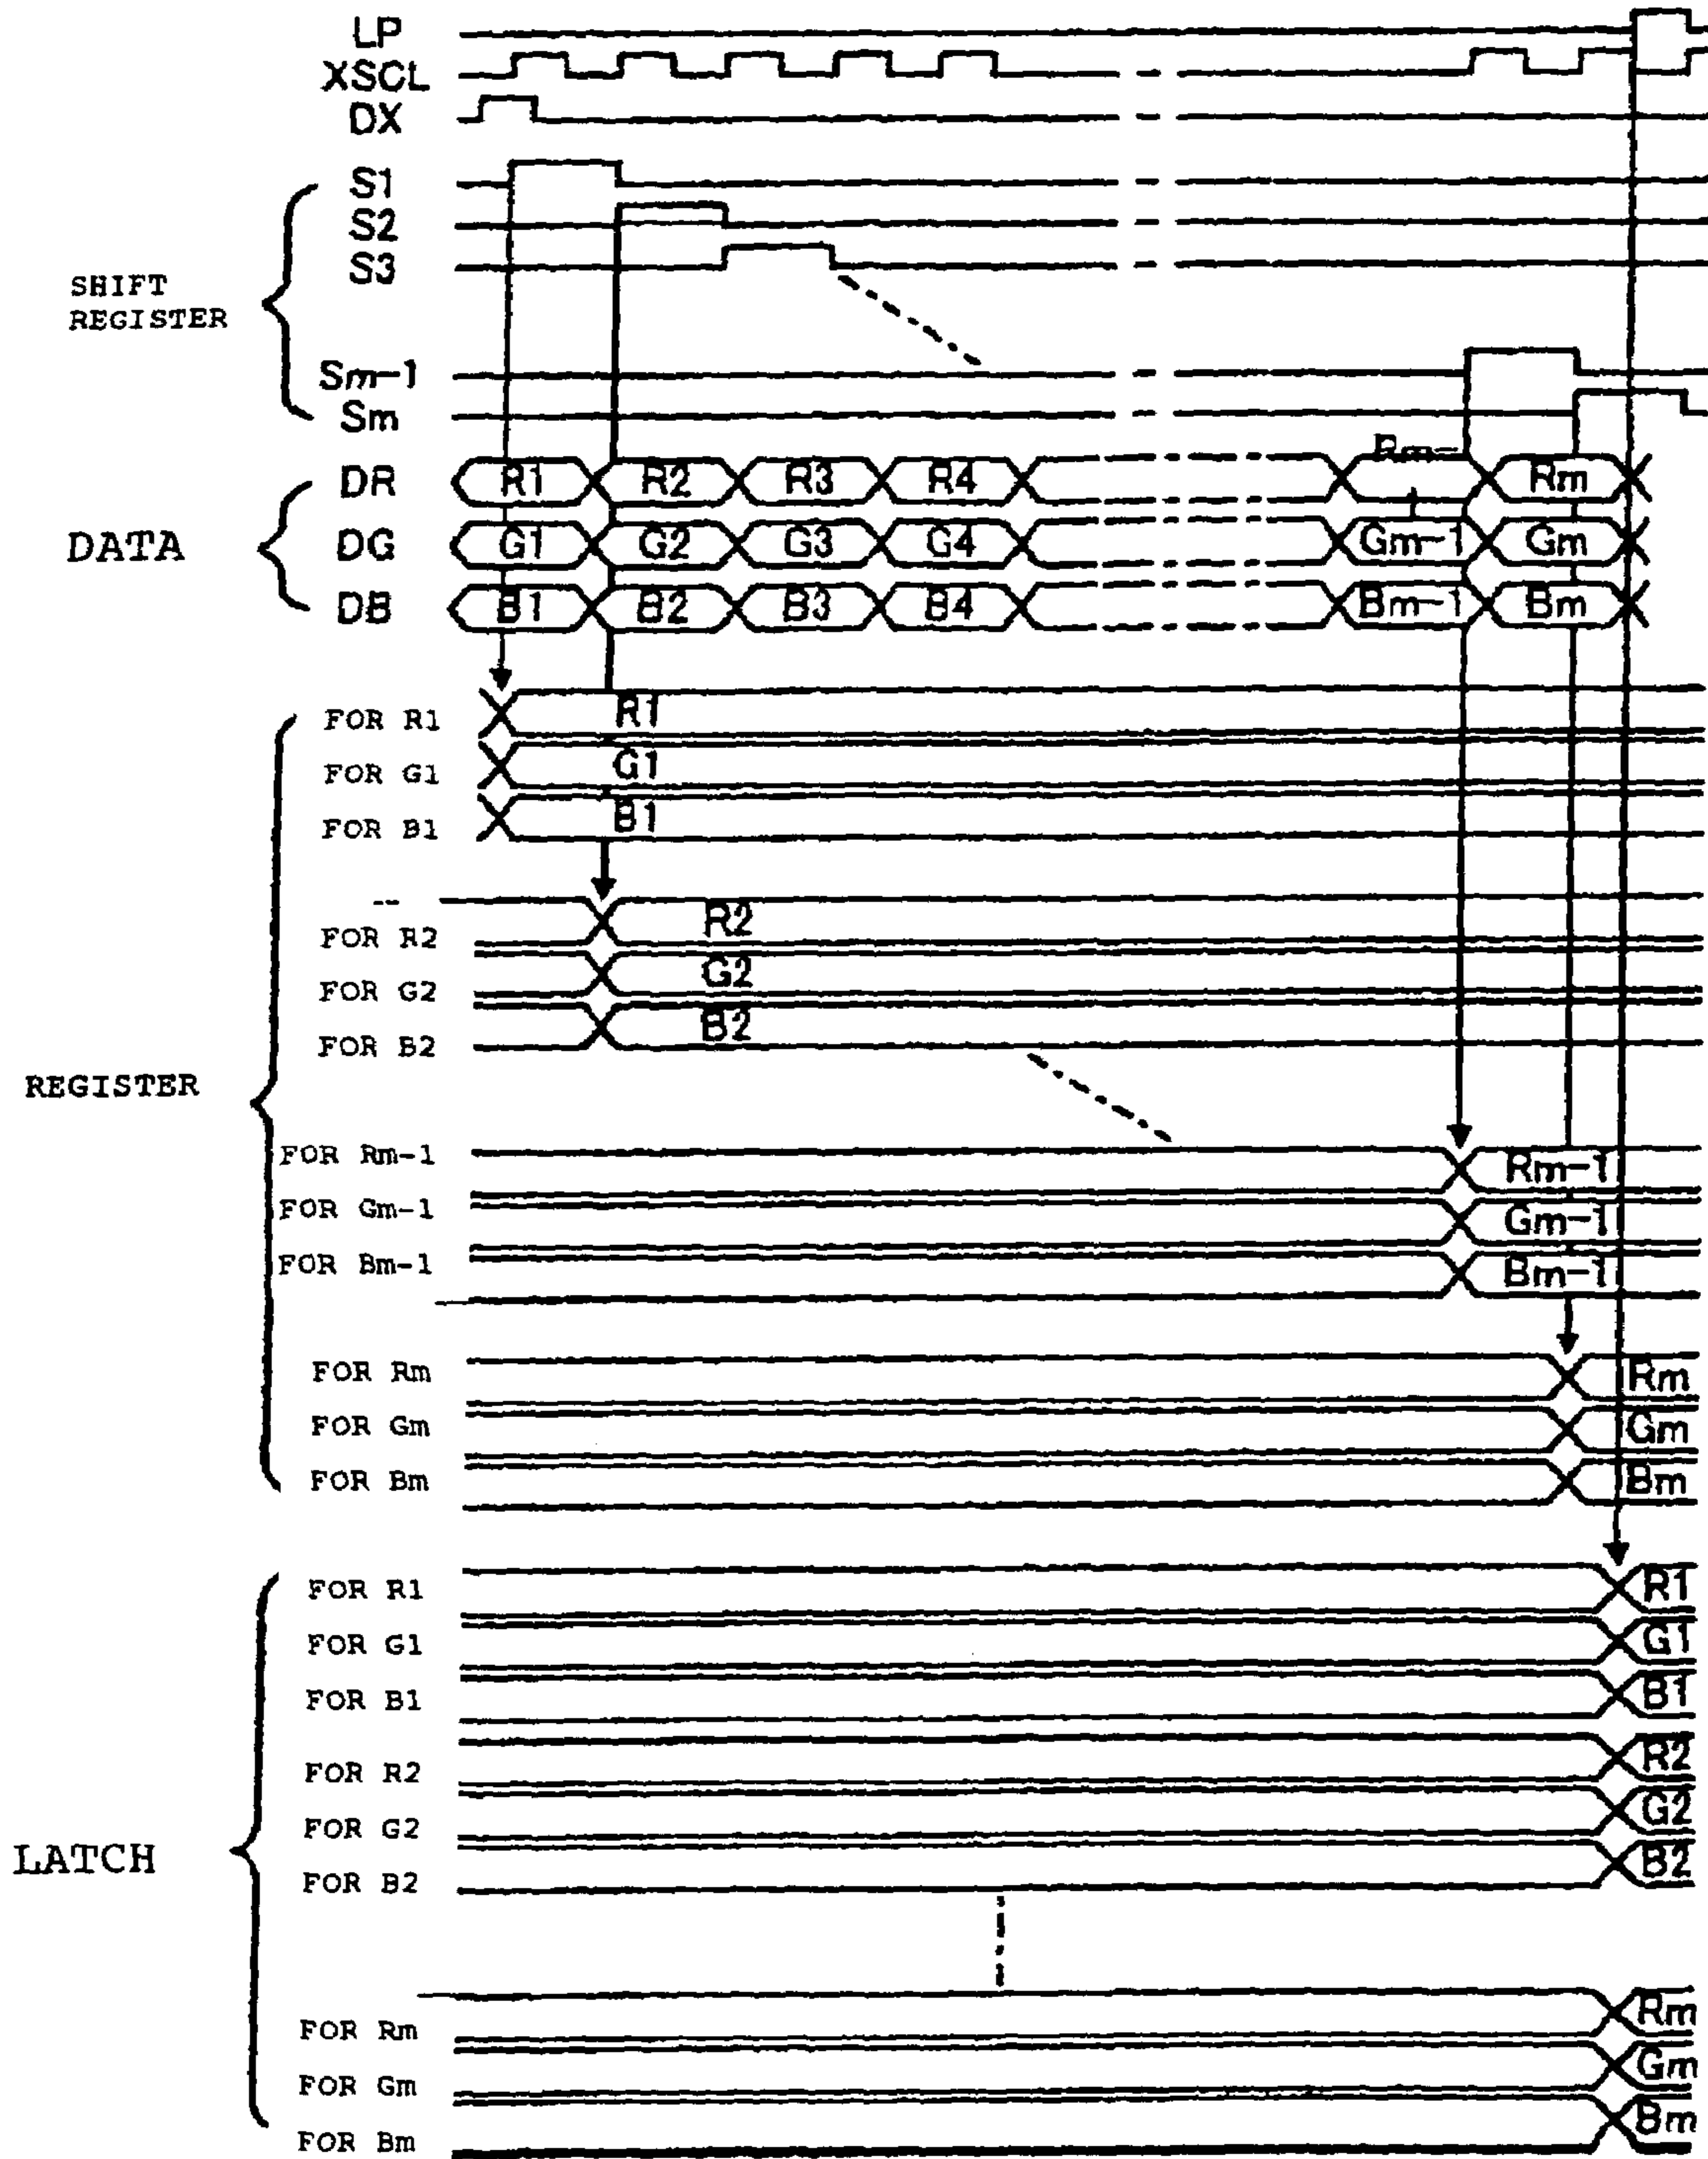 LP
XSCL
DX
S1
S2
S3
SHIFT
REGISTER
Sm-1
Sm
DATA
DR R1 R2 R3 R4 Rm- Rm
DG G1 G2 G3 G4 Gm-1 Gm
DB B1 B2 B3 B4 Bm-1 Bm
REGISTER
FOR R1 R1
FOR G1 G1
FOR B1 B1
FOR R2 R2
FOR G2 G2
FOR B2 B2
FOR Rm-1 Rm-1
FOR Gm-1 Gm-1
FOR Bm-1 Bm-1
FOR Rm Rm
FOR Gm Gm
FOR Bm Bm
LATCH
FOR R1 R1
FOR G1 G1
FOR B1 B1
FOR R2 R2
FOR G2 G2
FOR B2 B2
FOR Rm Rm
FOR Gm Gm
FOR Bm Bm